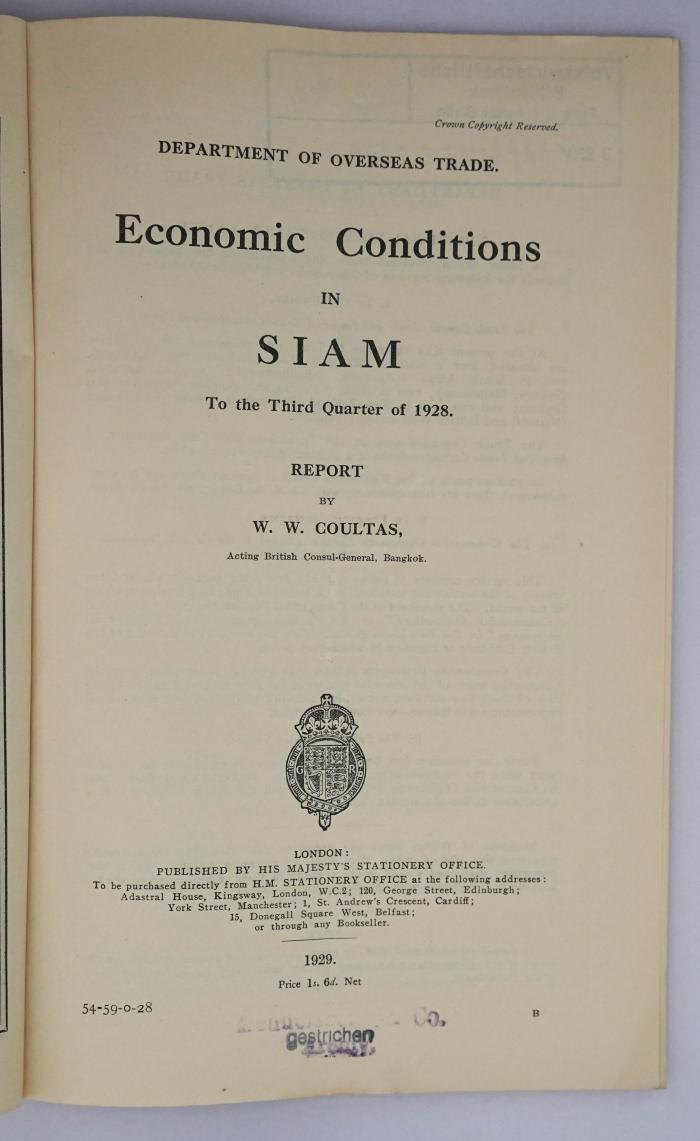 Crown Copyright Reserved.
DEPARTMENT OF OVERSEAS TRADE.
Economic Conditions
IN
SIAM
To the Third Quarter of 1928.
REPORT
BY
W. W. COULTAS,
Acting British Consul-General, Bangkok.
G R
LONDON:
PUBLISHED BY HIS MAJESTY'S STATIONERY OFFICE.
To be purchased directly from H.M. STATIONERY OFFICE at the following addresses:
Adastral House, Kingsway, London, W.C.2; 120, George Street, Edinburgh;
York Street, Manchester; 1, St. Andrew's Crescent, Cardiff;
15, Donegall Square West, Belfast;
or through any Bookseller.
1929.
Price 1s. 6d. Net
54-59-0-28
B
& Co.
gestrichen